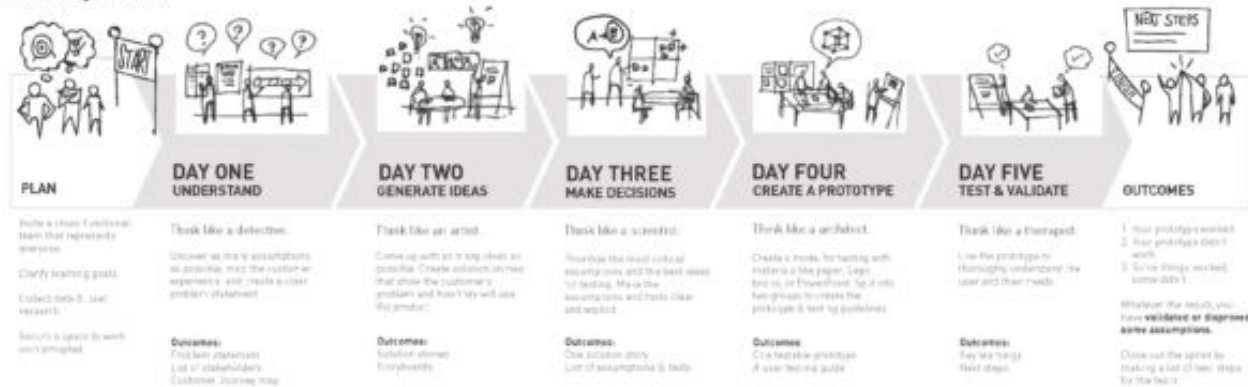 START
NEXT STEPS
FINISH
PLAN
Invite a cross-functional
team that represents
everyone.
Clarify learning goals.
Collect data & user
research.
Secure a space to work
uninterrupted.
DAY ONE
UNDERSTAND
Think like a detective.
Uncover as many assumptions
as possible, map the customer
experience, and create a clear
problem statement.
Outcomes:
Problem statement
List of stakeholders
Customer Journey map
DAY TWO
GENERATE IDEAS
Think like an artist.
Come up with as many ideas as
possible. Create solution stories
that show the customer's
problem and how they will use
the product.
Outcomes:
Solution stories
Storyboards
DAY THREE
MAKE DECISIONS
Think like a scientist.
Prioritize the most critical
assumptions and the best ideas
for testing. Make the
assumptions and tests clear
and explicit.
Outcomes:
One solution story
List of assumptions & tests
DAY FOUR
CREATE A PROTOTYPE
Think like a architect.
Create a model for testing with
materials like paper, Lego
bricks, or PowerPoint. Split into
two groups to create the
prototype & testing guidelines.
Outcomes:
One testable prototype
A user testing guide
DAY FIVE
TEST & VALIDATE
Think like a therapist.
Use the prototype to
thoroughly understand the
user and their needs.
Outcomes:
Key learnings
Next steps
OUTCOMES
1. Your prototype worked
2. Your prototype didn't
work.
3. Some things worked,
some didn't.
Whatever the result, you
have validated or disproved
some assumptions.
Close out the sprint by
making a list of next steps
for the team.